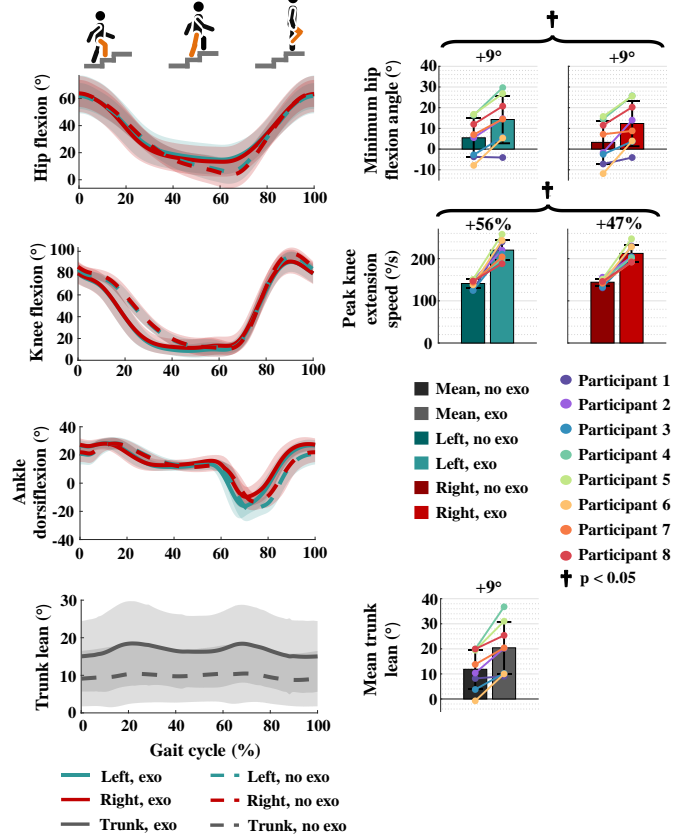 Hip flexion (°)
60
40
20
0
0
20
40
60
80
100
Knee flexion (°)
100
80
60
40
20
0
0
20
40
60
80
100
Ankle
dorsiflexion (°)
40
20
0
-20
-40
0
20
40
60
80
100
Trunk lean (°)
30
20
10
0
0
20
40
60
80
100
Gait cycle (%)
Left, exo
Left, no exo
Right, exo
Right, no exo
Trunk, exo
Trunk, no exo
†
+9°
+9°
Minimum hip
flexion angle (°)
40
30
20
10
0
-10
†
+56%
+47%
Peak knee
extension
speed (°/s)
200
100
0
Mean, no exo
Mean, exo
Left, no exo
Left, exo
Right, no exo
Right, exo
Participant 1
Participant 2
Participant 3
Participant 4
Participant 5
Participant 6
Participant 7
Participant 8
† p < 0.05
+9°
Mean trunk
lean (°)
40
30
20
10
0